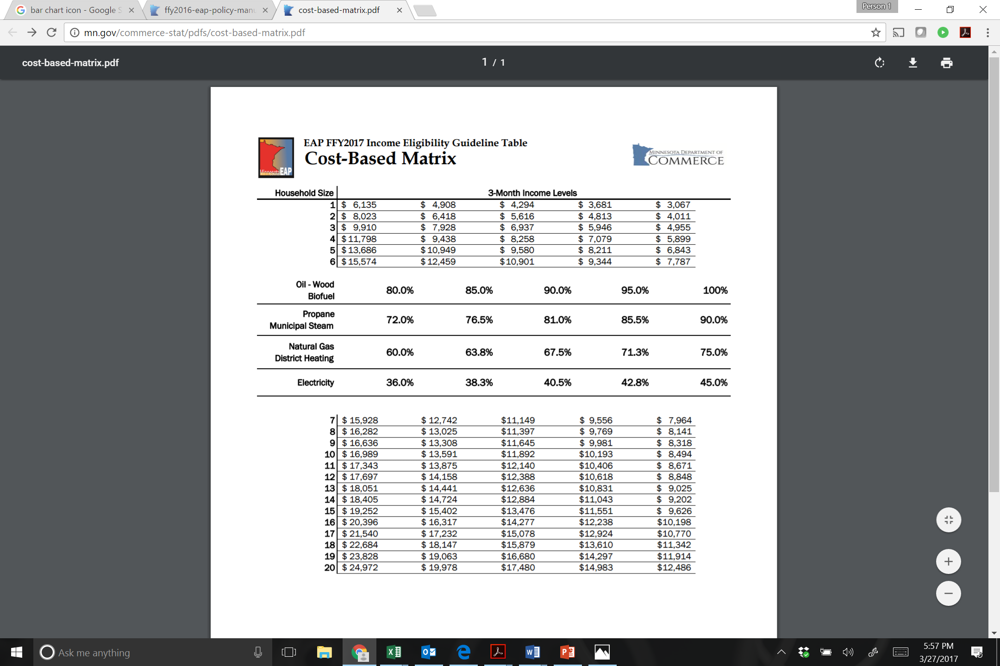 bar chart icon - Google S
ffy2016-eap-policy-manu
cost-based-matrix.pdf
Person 1
mn.gov/commerce-stat/pdfs/cost-based-matrix.pdf
cost-based-matrix.pdf
1 / 1
EAP FFY2017 Income Eligibility Guideline Table
Cost-Based Matrix
MinnesotaEAP
MINNESOTA DEPARTMENT OF
COMMERCE
Household Size 3-Month Income Levels
1 $ 6,135 $ 4,908 $ 4,294 $ 3,681 $ 3,067
2 $ 8,023 $ 6,418 $ 5,616 $ 4,813 $ 4,011
3 $ 9,910 $ 7,928 $ 6,937 $ 5,946 $ 4,955
4 $ 11,798 $ 9,438 $ 8,258 $ 7,079 $ 5,899
5 $ 13,686 $ 10,949 $ 9,580 $ 8,211 $ 6,843
6 $ 15,574 $ 12,459 $ 10,901 $ 9,344 $ 7,787
Oil - Wood
Biofuel 80.0% 85.0% 90.0% 95.0% 100%
Propane
Municipal Steam 72.0% 76.5% 81.0% 85.5% 90.0%
Natural Gas
District Heating 60.0% 63.8% 67.5% 71.3% 75.0%
Electricity 36.0% 38.3% 40.5% 42.8% 45.0%
7 $ 15,928 $ 12,742 $11,149 $ 9,556 $ 7,964
8 $ 16,282 $ 13,025 $11,397 $ 9,769 $ 8,141
9 $ 16,636 $ 13,308 $11,645 $ 9,981 $ 8,318
10 $ 16,989 $ 13,591 $11,892 $10,193 $ 8,494
11 $ 17,343 $ 13,875 $12,140 $10,406 $ 8,671
12 $ 17,697 $ 14,158 $12,388 $10,618 $ 8,848
13 $ 18,051 $ 14,441 $12,636 $10,831 $ 9,025
14 $ 18,405 $ 14,724 $12,884 $11,043 $ 9,202
15 $ 19,252 $ 15,402 $13,476 $11,551 $ 9,626
16 $ 20,396 $ 16,317 $14,277 $12,238 $10,198
17 $ 21,540 $ 17,232 $15,078 $12,924 $10,770
18 $ 22,684 $ 18,147 $15,879 $13,610 $11,342
19 $ 23,828 $ 19,063 $16,680 $14,297 $11,914
20 $ 24,972 $ 19,978 $17,480 $14,983 $12,486
Ask me anything
5:57 PM
3/27/2017